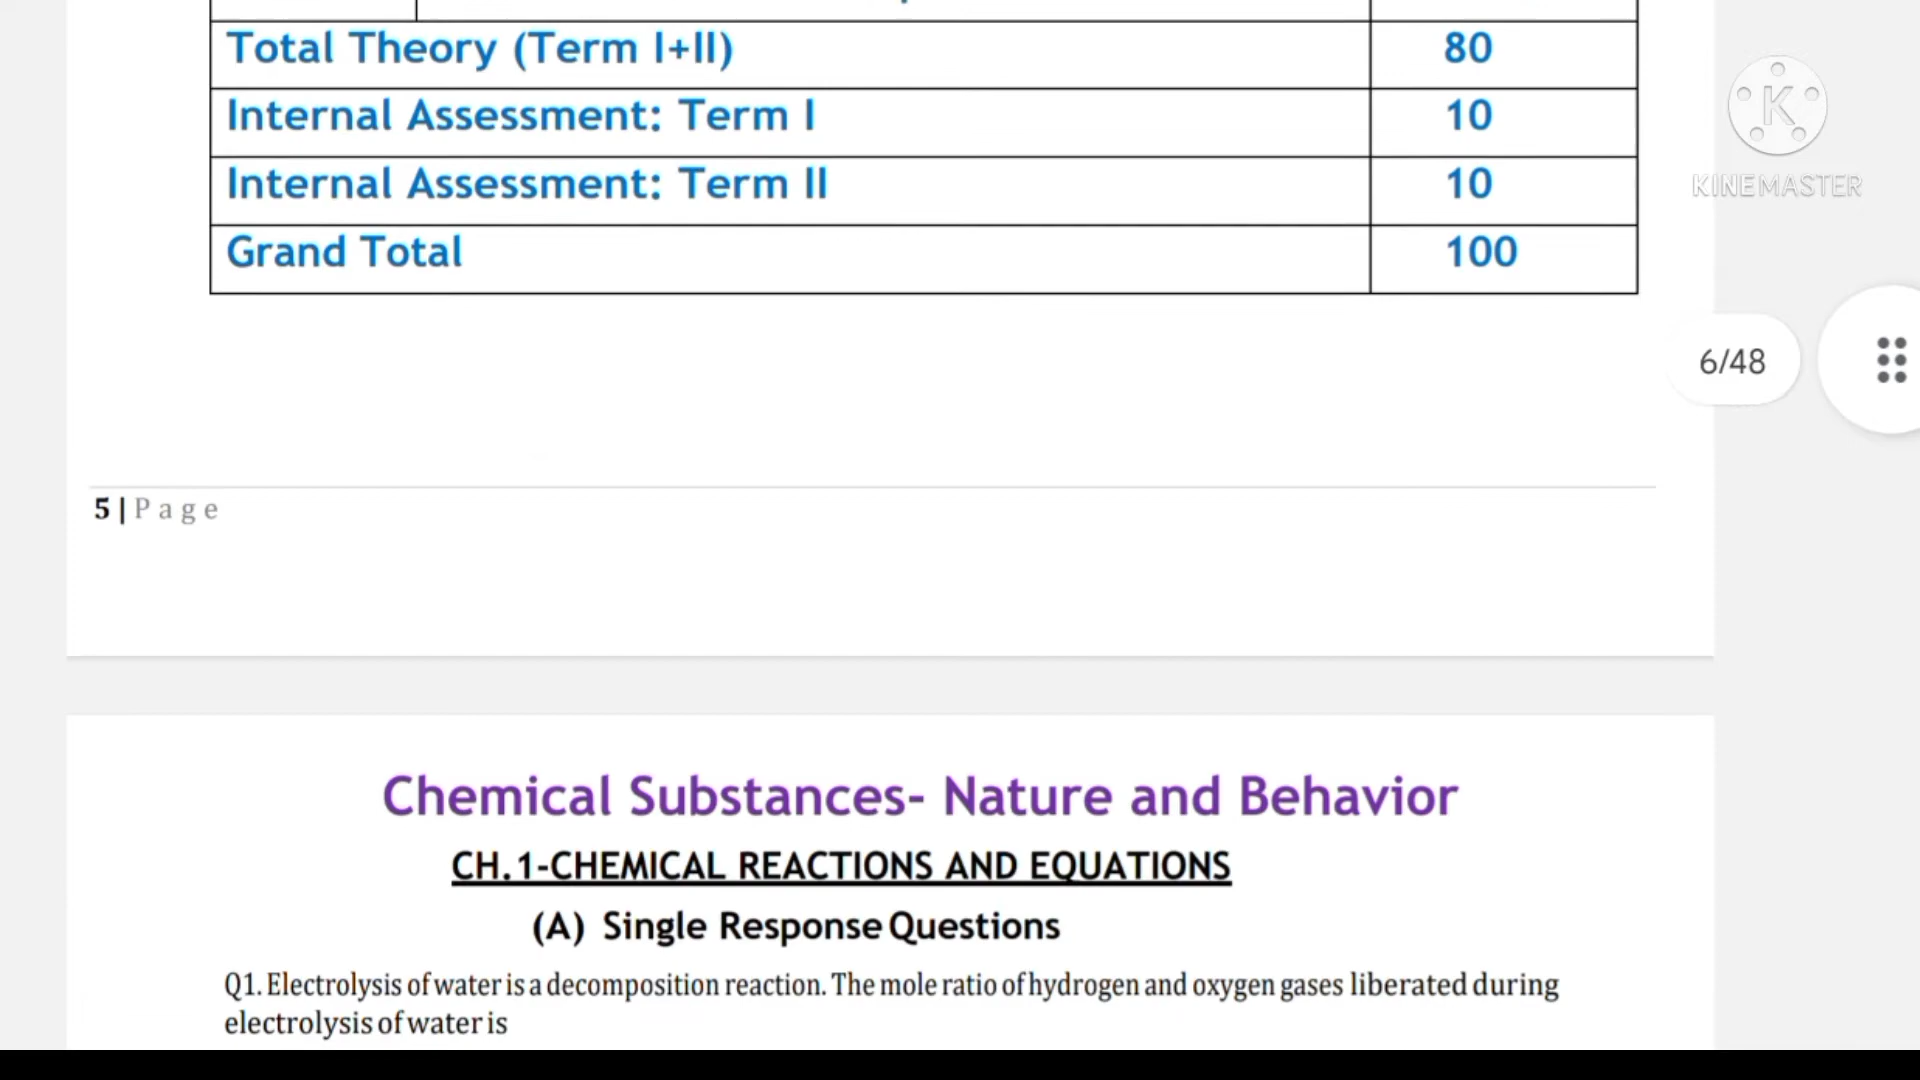 Total Theory (Term I+II) 80
Internal Assessment: Term I 10
Internal Assessment: Term II 10
Grand Total 100
K
KINEMASTER
6/48
5 | Page
Chemical Substances- Nature and Behavior
CH.1-CHEMICAL REACTIONS AND EQUATIONS
(A) Single Response Questions
Q1. Electrolysis of water is a decomposition reaction. The mole ratio of hydrogen and oxygen gases liberated during
electrolysis of water is